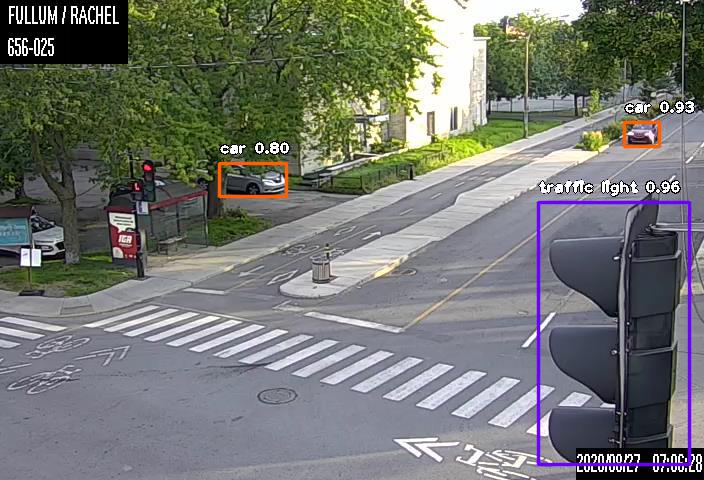 FULLUM / RACHEL
656-025
car 0.93
car 0.80
traffic light 0.96
IGA
2020/08/27 07:06:28